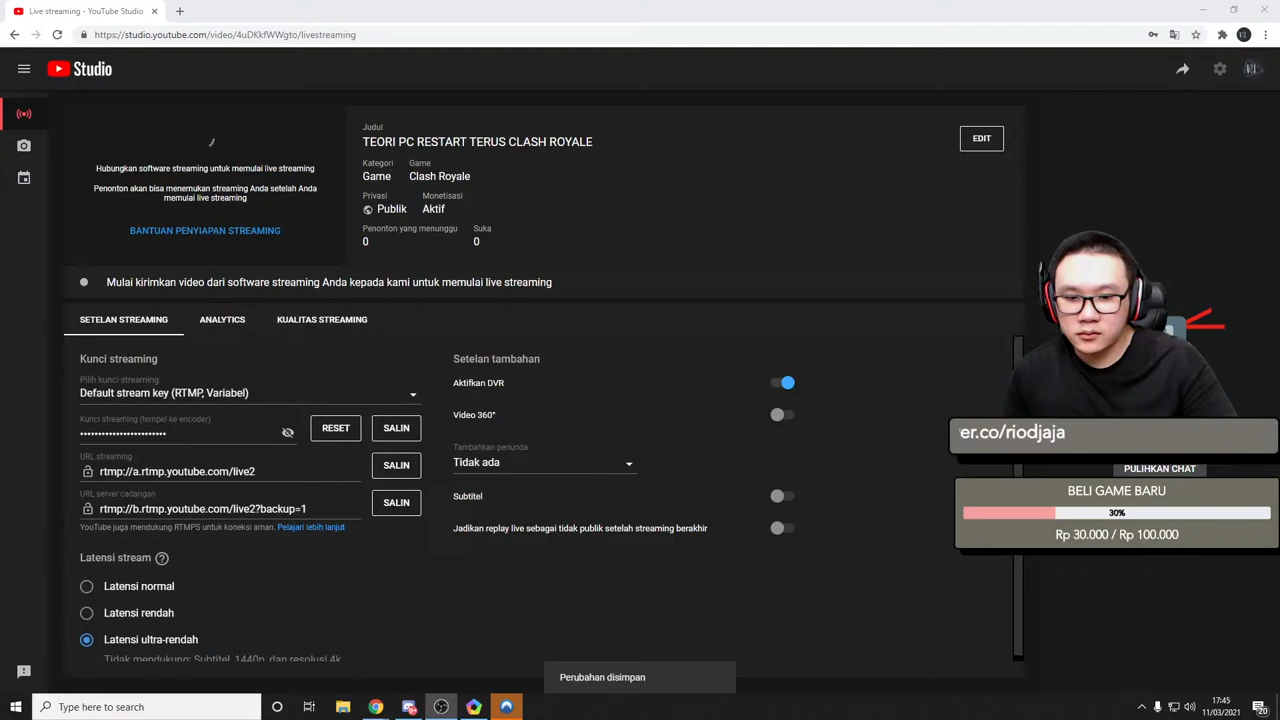 Live streaming - YouTube Studio
https://studio.youtube.com/video/4uDKkfWWgto/livestreaming
Studio
Hubungkan software streaming untuk memulai live streaming
Penonton akan bisa menemukan streaming Anda setelah Anda
memulai live streaming
BANTUAN PENYIAPAN STREAMING
Judul
TEORI PC RESTART TERUS CLASH ROYALE
EDIT
Kategori Game
Game Clash Royale
Privasi Monetisasi
Publik Aktif
Penonton yang menunggu Suka
0 0
Mulai kirimkan video dari software streaming Anda kepada kami untuk memulai live streaming
SETELAN STREAMING ANALYTICS KUALITAS STREAMING
Kunci streaming
Pilih kunci streaming
Default stream key (RTMP, Variabel)
Kunci streaming (tempel ke encoder)
••••••••••••••••••••••••
RESET SALIN
URL streaming
rtmp://a.rtmp.youtube.com/live2
SALIN
URL server cadangan
rtmp://b.rtmp.youtube.com/live2?backup=1
SALIN
YouTube juga mendukung RTMPS untuk koneksi aman. Pelajari lebih lanjut
Latensi stream
Latensi normal
Latensi rendah
Latensi ultra-rendah
Tidak mendukung: Subtitel, 1440p, dan resolusi 4k
Setelan tambahan
Aktifkan DVR
Video 360°
Tambahkan penunda
Tidak ada
Subtitel
Jadikan replay live sebagai tidak publik setelah streaming berakhir
er.co/riodjaja
PULIHKAN CHAT
BELI GAME BARU
30%
Rp 30.000 / Rp 100.000
Perubahan disimpan
Type here to search
17:45
11/03/2021
20